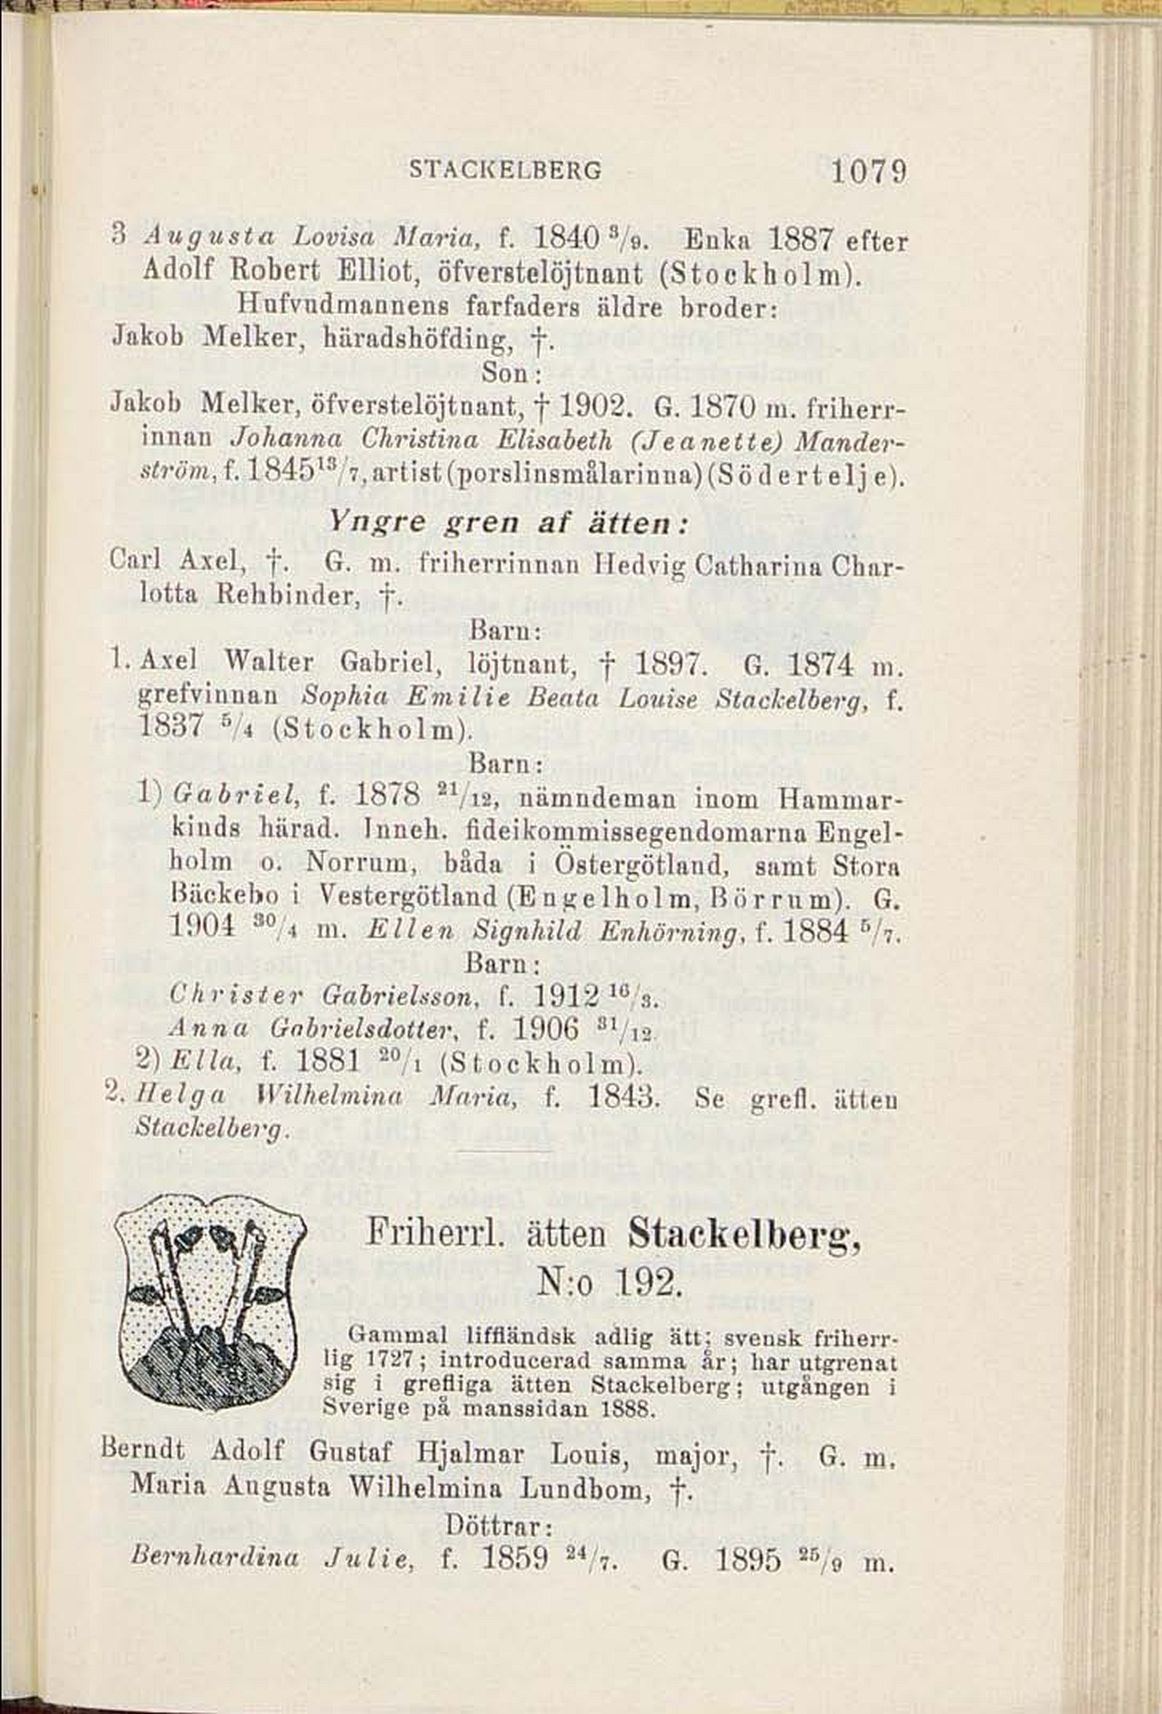 STACKELBERG 1079
3 Augusta Lovisa Maria, f. 1840 3/9. Enka 1887 efter
Adolf Robert Elliot, öfverstelöjtnant (Stockholm).
Hufvudmannens farfaders äldre broder:
Jakob Melker, häradshöfding, †.
Son:
Jakob Melker, öfverstelöjtnant, † 1902. G. 1870 m. friherr-
innan Johanna Christina Elisabeth (Jeanette) Mander-
ström, f. 1845 13/7, artist (porslinsmålarinna) (Södertelje).
Yngre gren af ätten:
Carl Axel, †. G. m. friherrinnan Hedvig Catharina Char-
lotta Rehbinder, †.
Barn:
1. Axel Walter Gabriel, löjtnant, † 1897. G. 1874 m.
grefvinnan Sophia Emilie Beata Louise Stackelberg, f.
1837 5/4 (Stockholm).
Barn:
1) Gabriel, f. 1878 21/12, nämndeman inom Hammar-
kinds härad. Inneh. fideikommissegendomarna Engel-
holm o. Norrum, båda i Östergötland, samt Stora
Bäckebo i Vestergötland (Engelholm, Börrum). G.
1904 30/4 m. Ellen Signhild Enhörning, f. 1884 5/7.
Barn:
Christer Gabrielsson, f. 1912 16/3.
Anna Gabrielsdotter, f. 1906 31/12
2) Ella, f. 1881 20/1 (Stockholm).
2. Helga Wilhelmina Maria, f. 1843. Se grefl. ätten
Stackelberg.
Friherrl. ätten Stackelberg,
N:o 192.
Gammal liffländsk adlig ätt; svensk friherr-
lig 1727; introducerad samma år; har utgrenat
sig i grefliga ätten Stackelberg; utgången i
Sverige på manssidan 1888.
Berndt Adolf Gustaf Hjalmar Louis, major, †. G. m.
Maria Augusta Wilhelmina Lundbom, †.
Döttrar:
Bernhardina Julie, f. 1859 24/7. G. 1895 25/9 m.